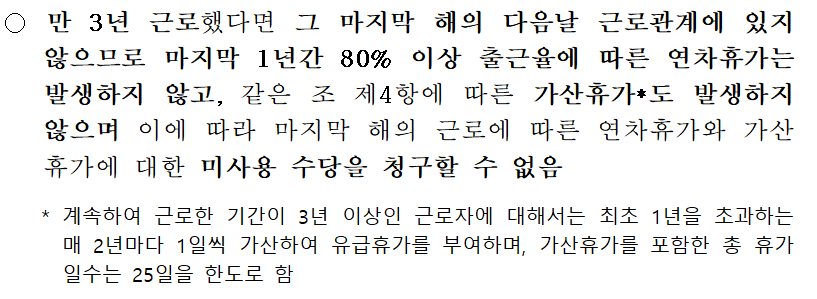 ○ 만 3년 근로했다면 그 마지막 해의 다음날 근로관계에 있지
않으므로 마지막 1년간 80% 이상 출근율에 따른 연차휴가는
발생하지 않고, 같은 조 제4항에 따른 가산휴가*도 발생하지
않으며 이에 따라 마지막 해의 근로에 따른 연차휴가와 가산
휴가에 대한 미사용 수당을 청구할 수 없음
* 계속하여 근로한 기간이 3년 이상인 근로자에 대해서는 최초 1년을 초과하는
매 2년마다 1일씩 가산하여 유급휴가를 부여하며, 가산휴가를 포함한 총 휴가
일수는 25일을 한도로 함